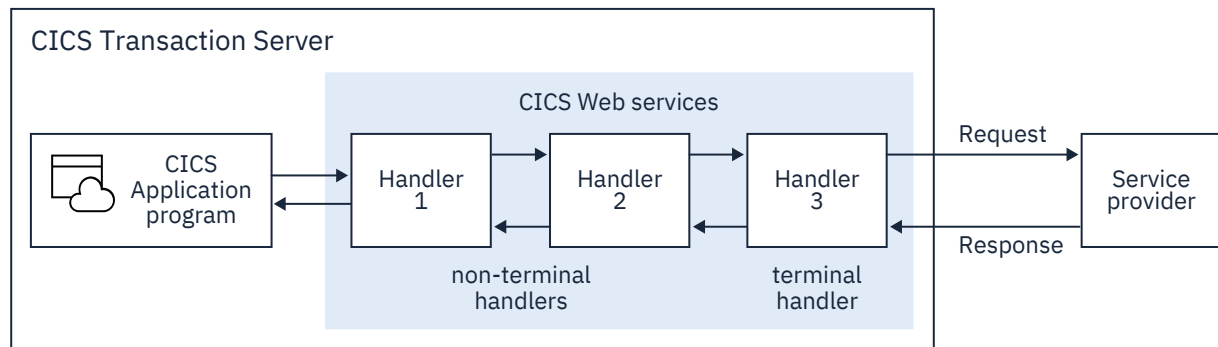 CICS Transaction Server
CICS Web services
CICS
Application
program
Handler
1
Handler
2
Handler
3
Request
Response
Service
provider
non-terminal
handlers
terminal
handler